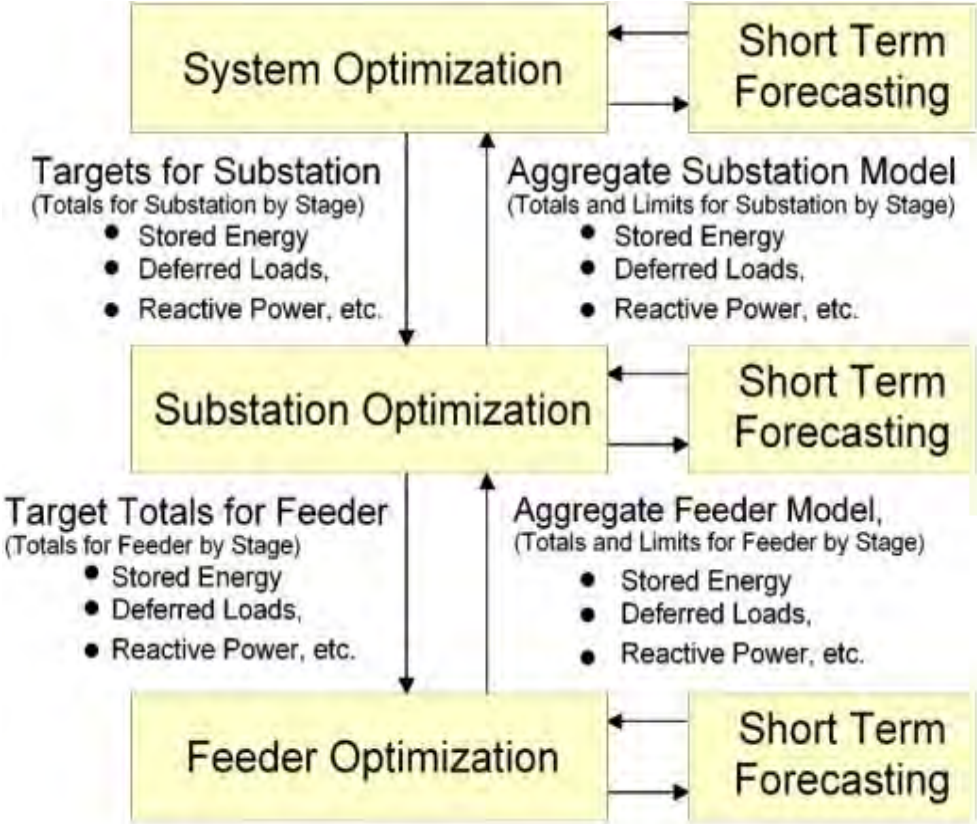 System Optimization
Short Term
Forecasting
Targets for Substation
(Totals for Substation by Stage)
● Stored Energy
● Deferred Loads,
● Reactive Power, etc.
Aggregate Substation Model
(Totals and Limits for Substation by Stage)
● Stored Energy
● Deferred Loads,
● Reactive Power, etc.
Substation Optimization
Short Term
Forecasting
Target Totals for Feeder
(Totals for Feeder by Stage)
● Stored Energy
● Deferred Loads,
● Reactive Power, etc.
Aggregate Feeder Model,
(Totals and Limits for Feeder by Stage)
● Stored Energy
● Deferred Loads,
● Reactive Power, etc.
Feeder Optimization
Short Term
Forecasting